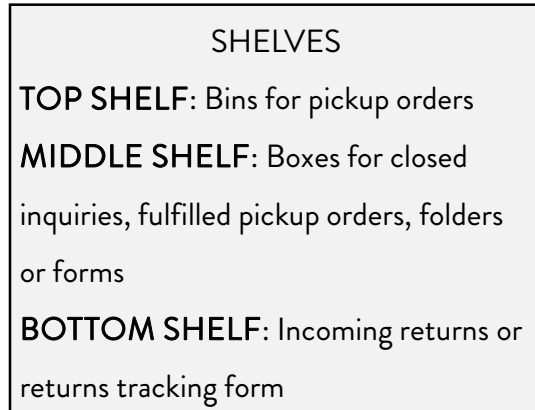 SHELVES
TOP SHELF: Bins for pickup orders
MIDDLE SHELF: Boxes for closed
inquiries, fulfilled pickup orders, folders
or forms
BOTTOM SHELF: Incoming returns or
returns tracking form